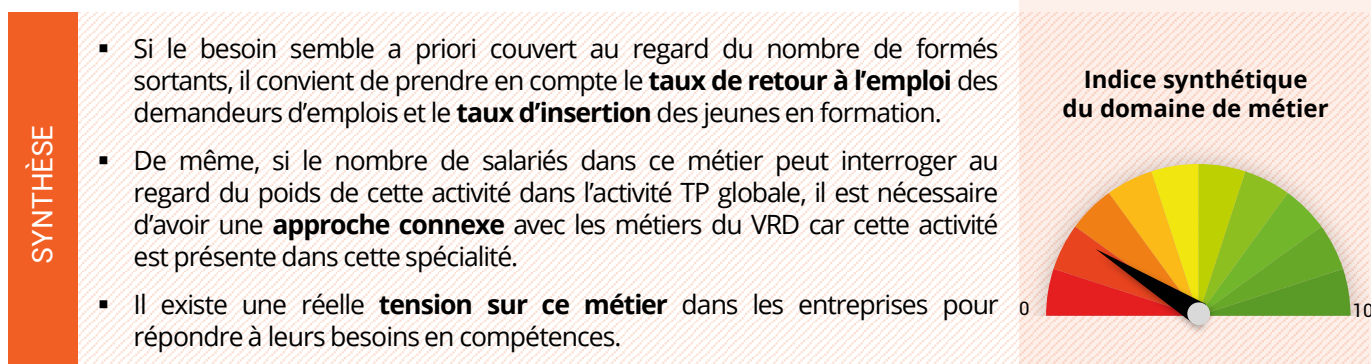 SYNTHÈSE
▪ Si le besoin semble a priori couvert au regard du nombre de formés
sortants, il convient de prendre en compte le taux de retour à l’emploi des
demandeurs d’emplois et le taux d’insertion des jeunes en formation.
▪ De même, si le nombre de salariés dans ce métier peut interroger au
regard du poids de cette activité dans l’activité TP globale, il est nécessaire
d’avoir une approche connexe avec les métiers du VRD car cette activité
est présente dans cette spécialité.
▪ Il existe une réelle tension sur ce métier dans les entreprises pour
répondre à leurs besoins en compétences.
Indice synthétique
du domaine de métier
0
10